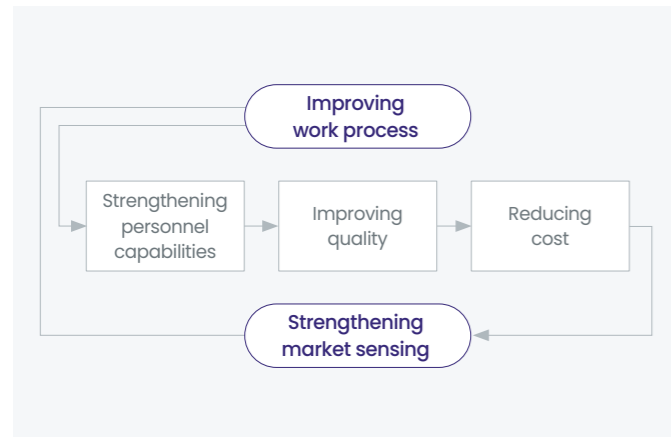 Improving
work process
Strengthening
personnel
capabilities
Improving
quality
Reducing
cost
Strengthening
market sensing